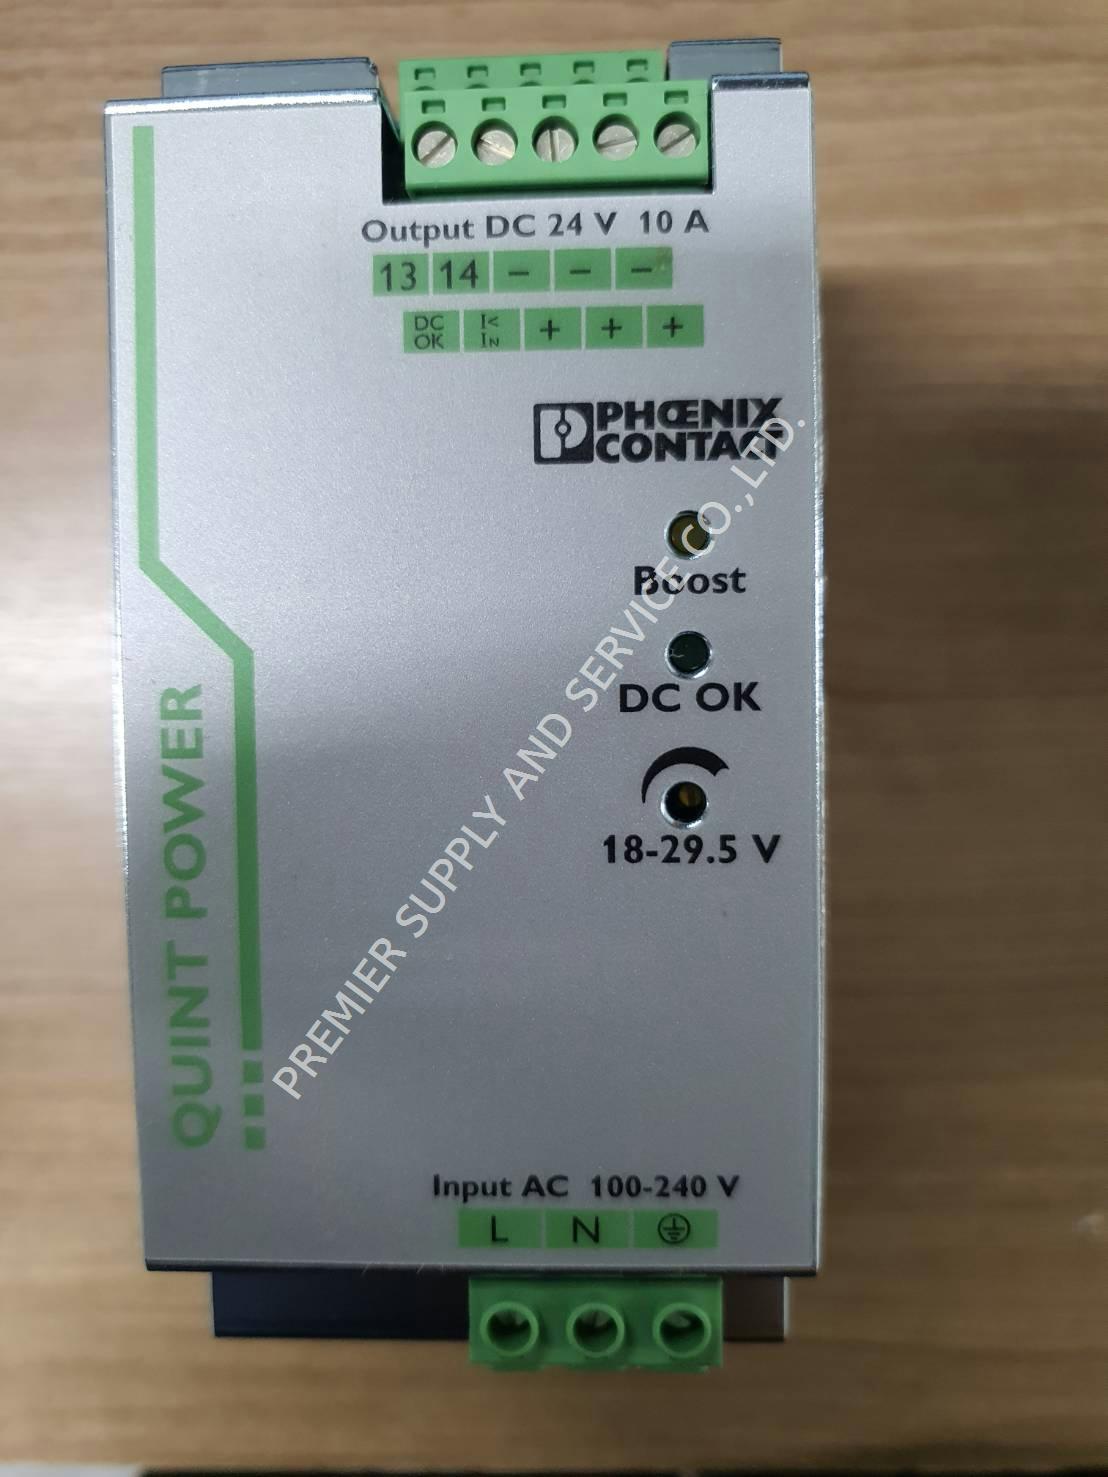 Output DC 24 V 10 A
13 14 – – –
DC OK I< IN + + +
PHŒNIX
CONTACT
Boost
DC OK
18-29.5 V
QUINT POWER
PREMIER SUPPLY AND SERVICE CO.,LTD.
Input AC 100-240 V
L N